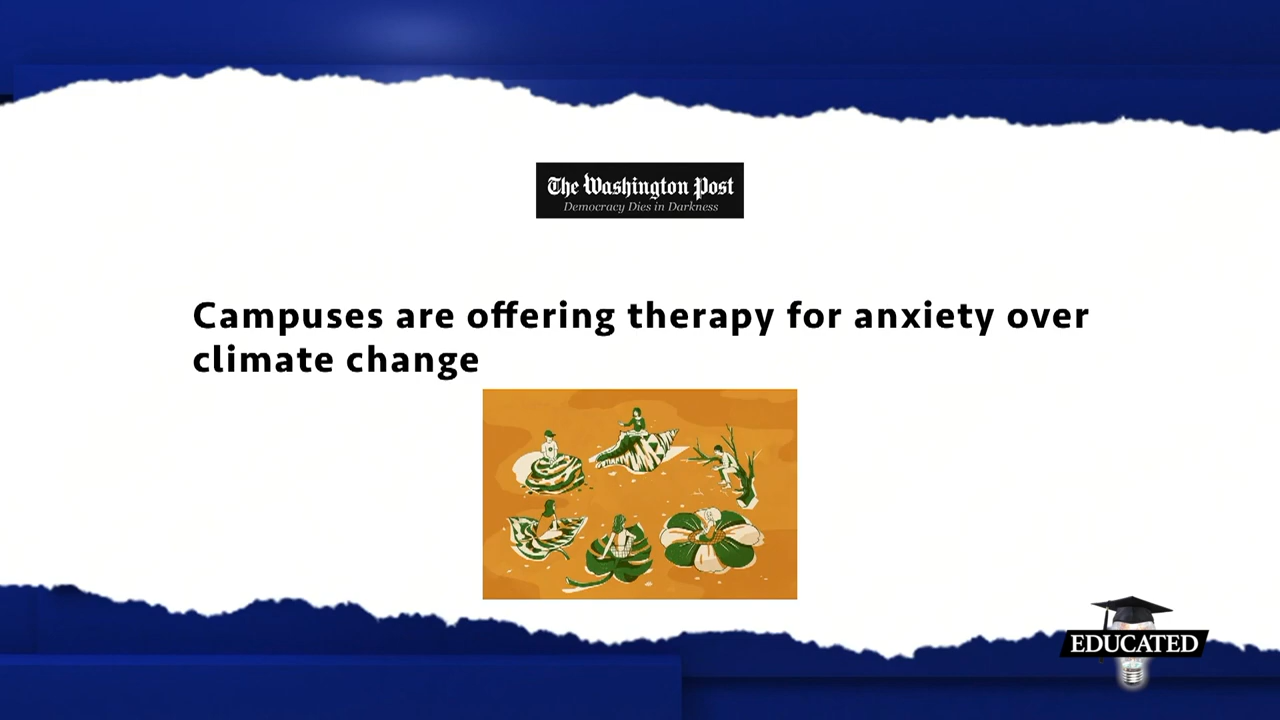 The Washington Post
Democracy Dies in Darkness
Campuses are offering therapy for anxiety over
climate change
EDUCATED